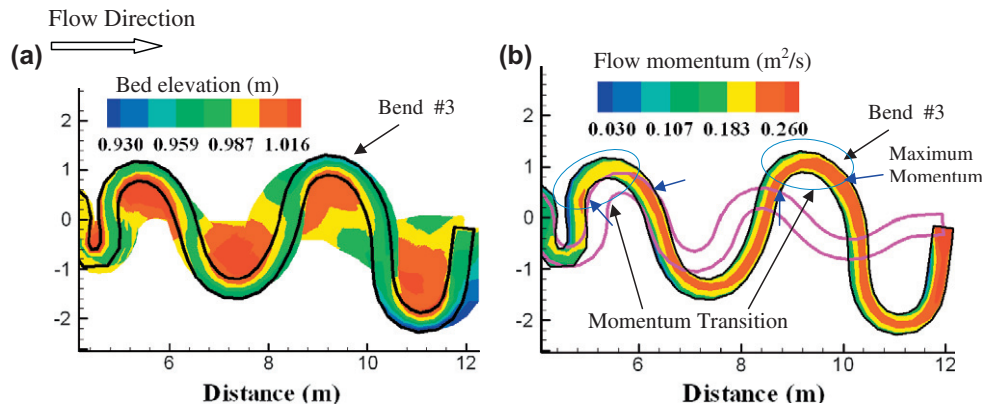 Flow Direction
(a)
Bed elevation (m)
0.930 0.959 0.987 1.016
Bend #3
2
1
0
-1
-2
6 8 10 12
Distance (m)
(b)
Flow momentum (m²/s)
0.030 0.107 0.183 0.260
Bend #3
Maximum
Momentum
Momentum Transition
2
1
0
-1
-2
6 8 10 12
Distance (m)